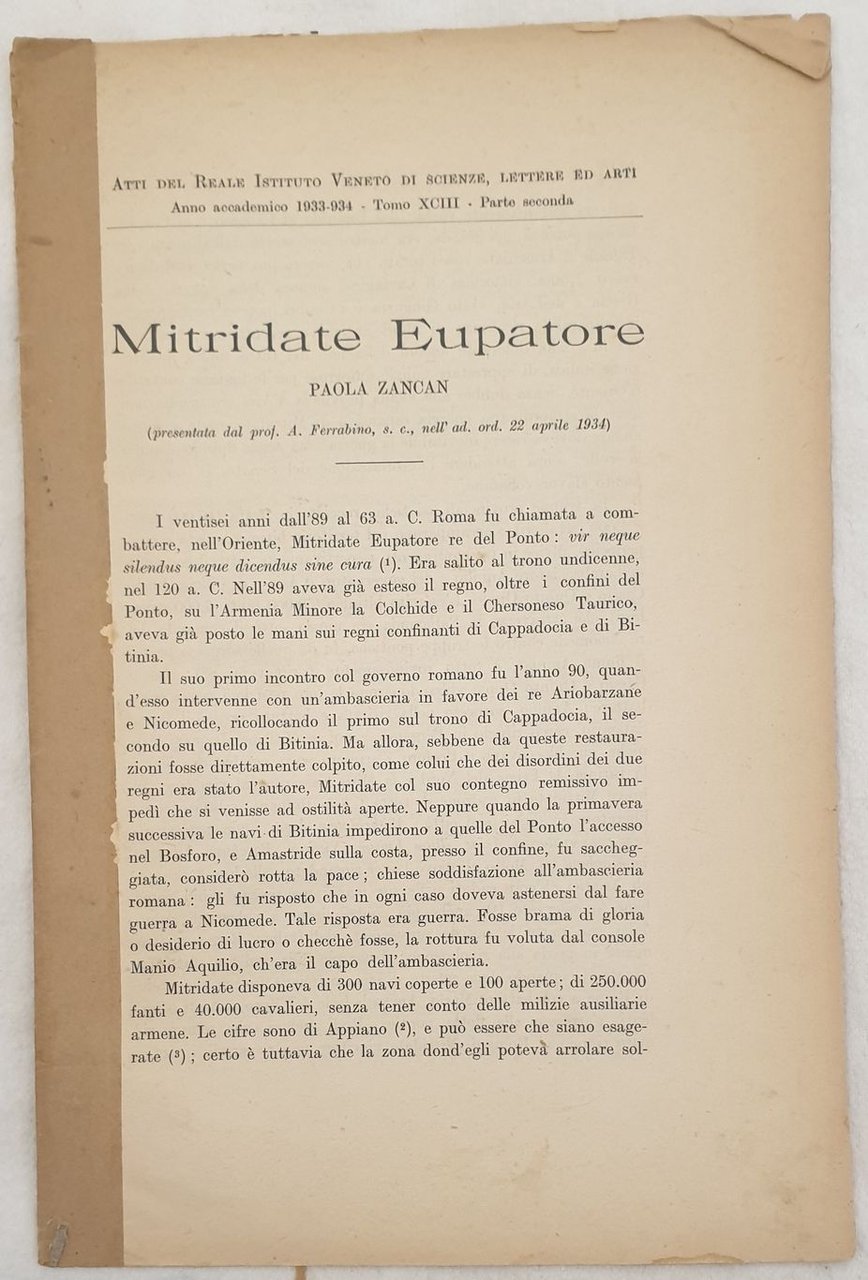 Atti del Reale Istituto Veneto di scienze, lettere ed arti
Anno accademico 1933-934 - Tomo XCIII - Parte seconda
Mitridate Eupatore
PAOLA ZANCAN
(presentata dal prof. A. Ferrabino, s. c., nell' ad. ord. 22 aprile 1934)
I ventisei anni dall'89 al 63 a. C. Roma fu chiamata a com-
battere, nell'Oriente, Mitridate Eupatore re del Ponto : vir neque
silendus neque dicendus sine cura (¹). Era salito al trono undicenne,
nel 120 a. C. Nell'89 aveva già esteso il regno, oltre i confini del
Ponto, su l'Armenia Minore la Colchide e il Chersoneso Taurico,
aveva già posto le mani sui regni confinanti di Cappadocia e di Bi-
tinia.
Il suo primo incontro col governo romano fu l'anno 90, quan-
d'esso intervenne con un'ambascieria in favore dei re Ariobarzane
e Nicomede, ricollocando il primo sul trono di Cappadocia, il se-
condo su quello di Bitinia. Ma allora, sebbene da queste restaura-
zioni fosse direttamente colpito, come colui che dei disordini dei due
regni era stato l'autore, Mitridate col suo contegno remissivo im-
pedì che si venisse ad ostilità aperte. Neppure quando la primavera
successiva le navi di Bitinia impedirono a quelle del Ponto l'accesso
nel Bosforo, e Amastride sulla costa, presso il confine, fu saccheg-
giata, considerò rotta la pace ; chiese soddisfazione all'ambascieria
romana : gli fu risposto che in ogni caso doveva astenersi dal fare
guerra a Nicomede. Tale risposta era guerra. Fosse brama di gloria
o desiderio di lucro o checchè fosse, la rottura fu voluta dal console
Manio Aquilio, ch'era il capo dell'ambascieria.
Mitridate disponeva di 300 navi coperte e 100 aperte ; di 250.000
fanti e 40.000 cavalieri, senza tener conto delle milizie ausiliarie
armene. Le cifre sono di Appiano (²), e può essere che siano esage-
rate (³) ; certo è tuttavia che la zona dond'egli poteva arrolare sol-